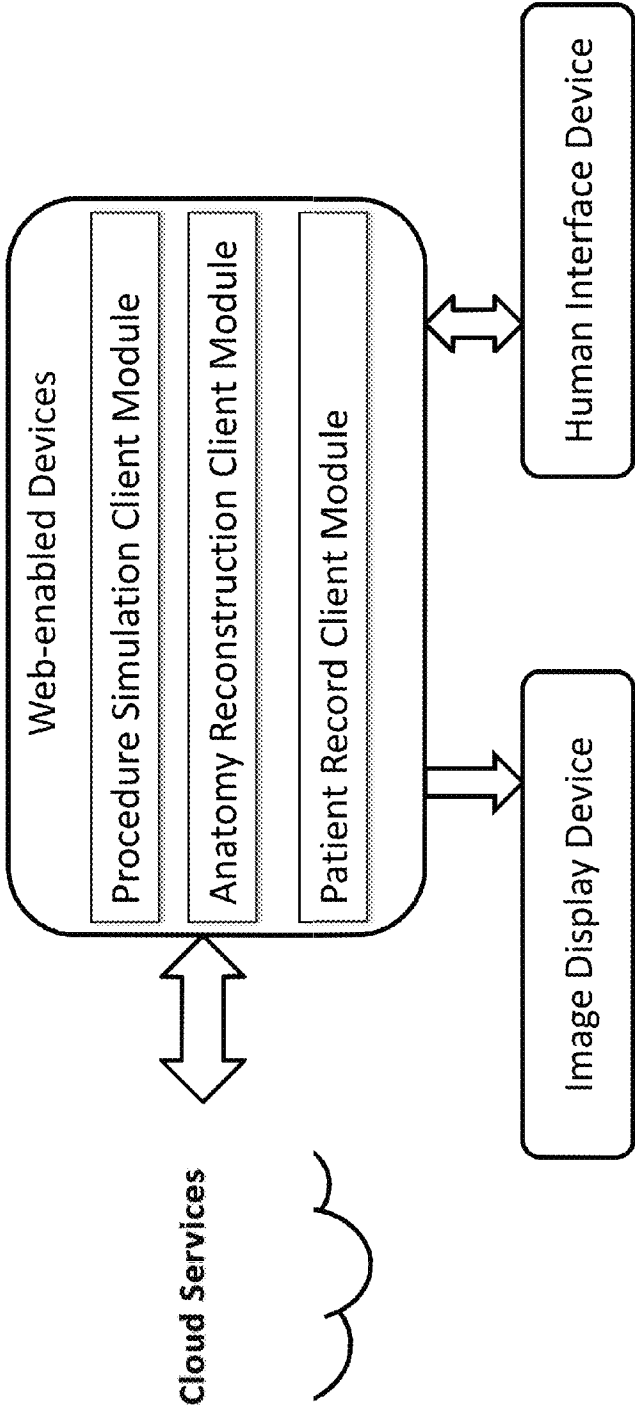 Web-enabled Devices
Procedure Simulation Client Module
Anatomy Reconstruction Client Module
Patient Record Client Module
Cloud Services
Image Display Device
Human Interface Device